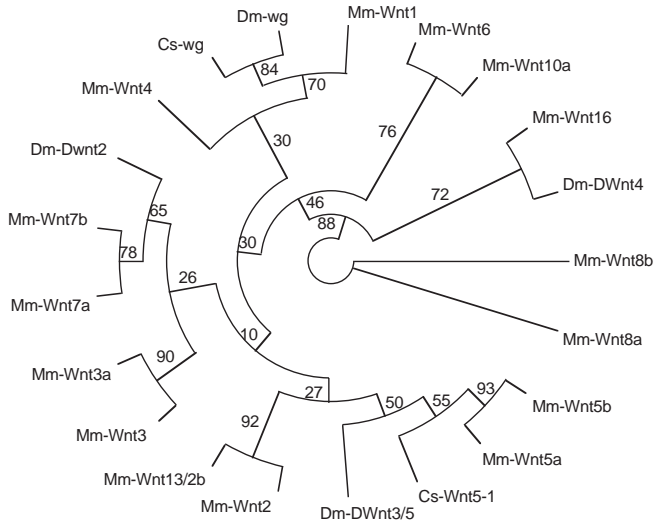 Mm-Wnt1
Dm-wg
Mm-Wnt6
Cs-wg
Mm-Wnt10a
84
70
Mm-Wnt4
Mm-Wnt16
76
30
Dm-Dwnt2
72
Dm-DWnt4
46
65
Mm-Wnt7b
88
30
78
Mm-Wnt8b
26
Mm-Wnt7a
10
Mm-Wnt8a
90
Mm-Wnt3a
93
27
50
55
Mm-Wnt5b
92
Mm-Wnt3
Mm-Wnt5a
Mm-Wnt13/2b
Cs-Wnt5-1
Mm-Wnt2
Dm-DWnt3/5